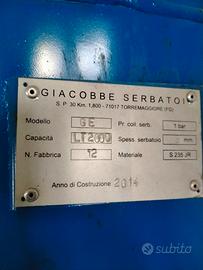 GIACOBBE SERBATOI
S.P. 30 Km. 1,800 - 71017 TORREMAGGIORE (FG)
Modello GE Pr. coll. serb. 1 bar
Capacità LT2000 Spess. serbatoio mm
N. Fabbrica 12 Materiale S 235 JR
Anno di Costruzione 2014
subito